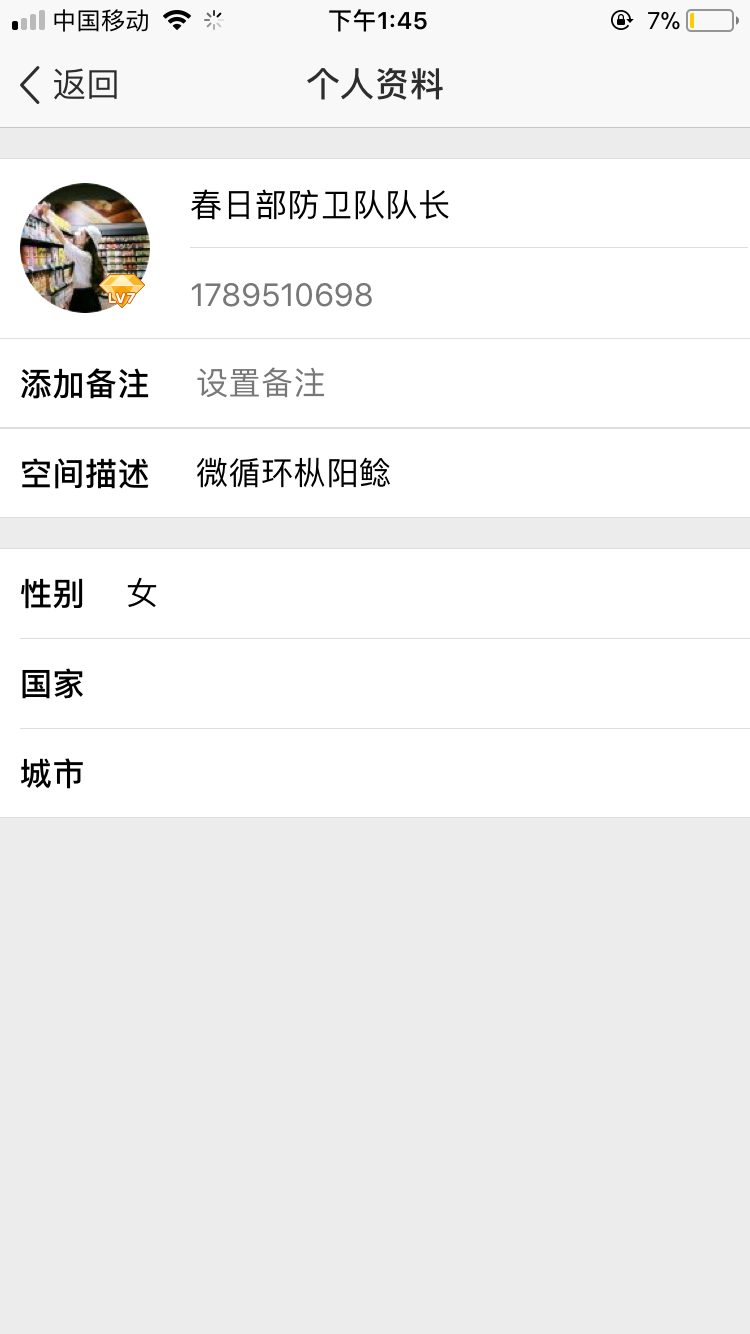 中国移动 下午1:45 7%
返回 个人资料
春日部防卫队队长
LV7
1789510698
添加备注 设置备注
空间描述 微循环枞阳鲶
性别 女
国家
城市